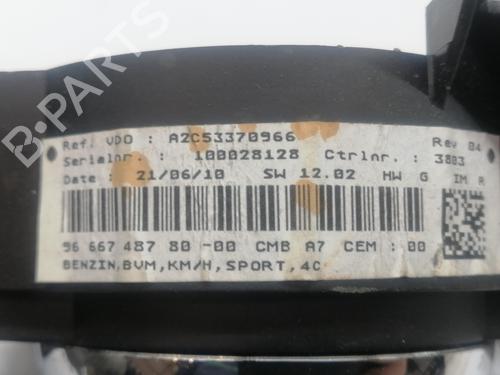 Ref. VDO : A2C53370966 Rev 04
Serialnr. : 100028128 Ctrlnr. : 3803
Date : 21/06/10 SW 12.02 HW G IM R
96 667 487 80 -00 CMB A7 CEM : 00
BENZIN,BVM,KM/H,SPORT,4C
B-PARTS